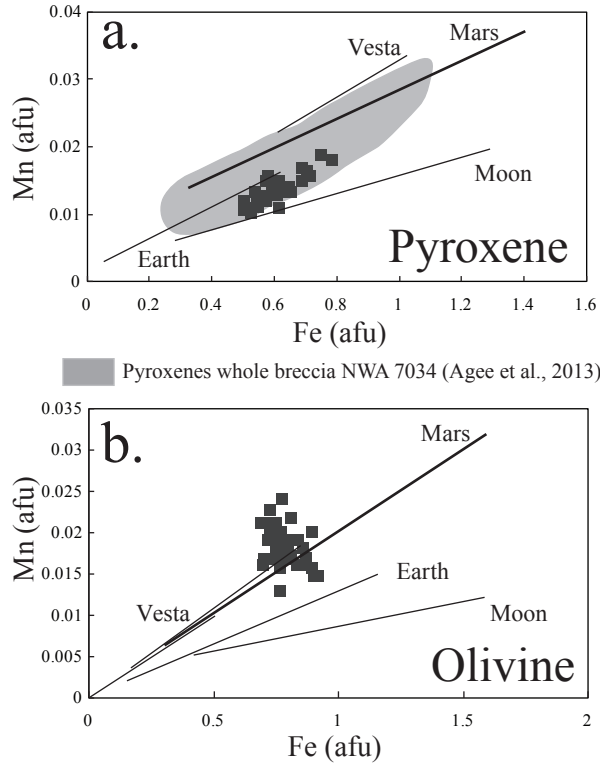 0.04
a.
Vesta
Mars
0.03
Mn (afu)
0.02
Moon
0.01
Earth
Pyroxene
0
0 0.2 0.4 0.6 0.8 1 1.2 1.4 1.6
Fe (afu)
Pyroxenes whole breccia NWA 7034 (Agee et al., 2013)
0.035
b.
Mars
0.03
0.025
Mn (afu)
0.02
0.015
Earth
Vesta
0.01
Moon
0.005
Olivine
0
0 0.5 1 1.5 2
Fe (afu)